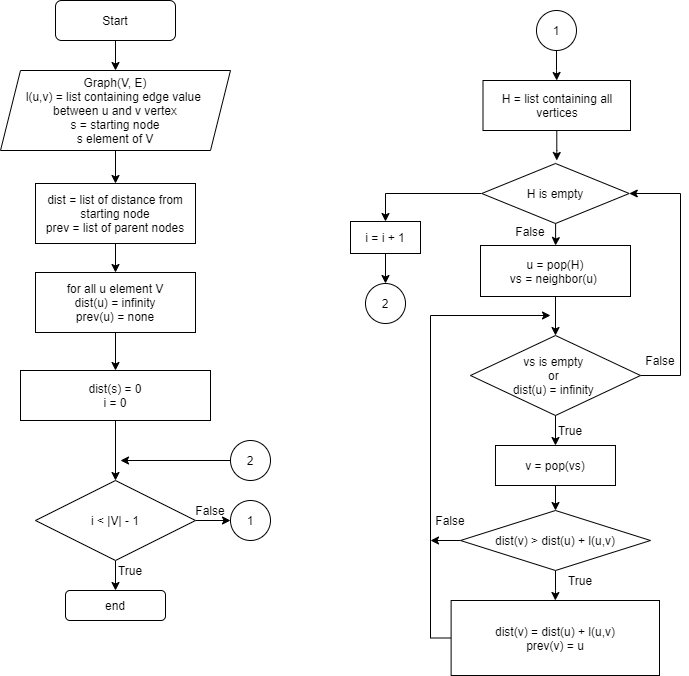 Start
Graph(V, E)
l(u,v) = list containing edge value
between u and v vertex
s = starting node
s element of V
dist = list of distance from
starting node
prev = list of parent nodes
for all u element V
dist(u) = infinity
prev(u) = none
dist(s) = 0
i = 0
2
i < |V| - 1
False
1
True
end
1
H = list containing all
vertices
H is empty
i = i + 1
2
False
u = pop(H)
vs = neighbor(u)
vs is empty
or
dist(u) = infinity
False
True
v = pop(vs)
dist(v) > dist(u) + l(u,v)
False
True
dist(v) = dist(u) + l(u,v)
prev(v) = u